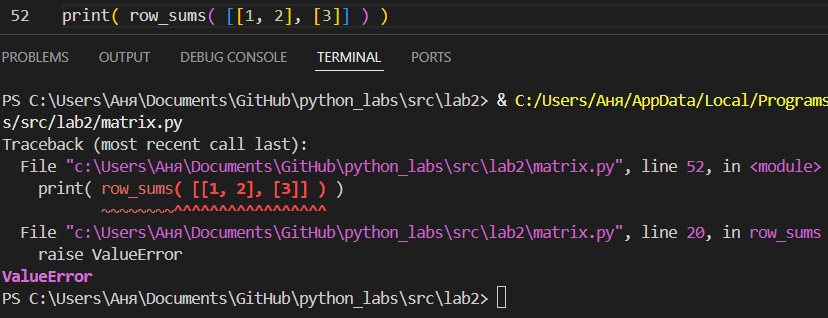 52 print( row_sums( [[1, 2], [3]] ) )
PROBLEMS OUTPUT DEBUG CONSOLE TERMINAL PORTS
PS C:\Users\Аня\Documents\GitHub\python_labs\src\lab2> & C:/Users/Аня/AppData/Local/Programs
s/src/lab2/matrix.py
Traceback (most recent call last):
  File "c:\Users\Аня\Documents\GitHub\python_labs\src\lab2\matrix.py", line 52, in <module>
    print( row_sums( [[1, 2], [3]] ) )
           ~~~~~~~~^^^^^^^^^^^^^^^^^
  File "c:\Users\Аня\Documents\GitHub\python_labs\src\lab2\matrix.py", line 20, in row_sums
    raise ValueError
ValueError
PS C:\Users\Аня\Documents\GitHub\python_labs\src\lab2>